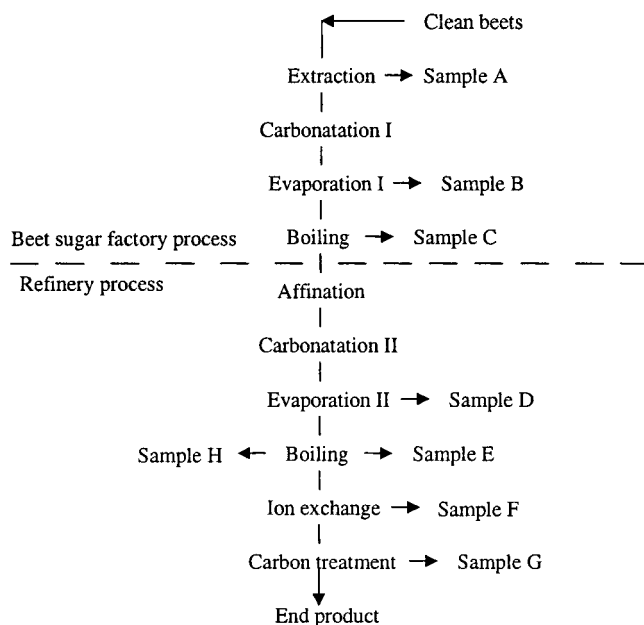 Clean beets
Extraction Sample A
Carbonatation I
Evaporation I Sample B
Beet sugar factory process Boiling Sample C
Refinery process
Affination
Carbonatation II
Evaporation II Sample D
Sample H Boiling Sample E
Ion exchange Sample F
Carbon treatment Sample G
End product